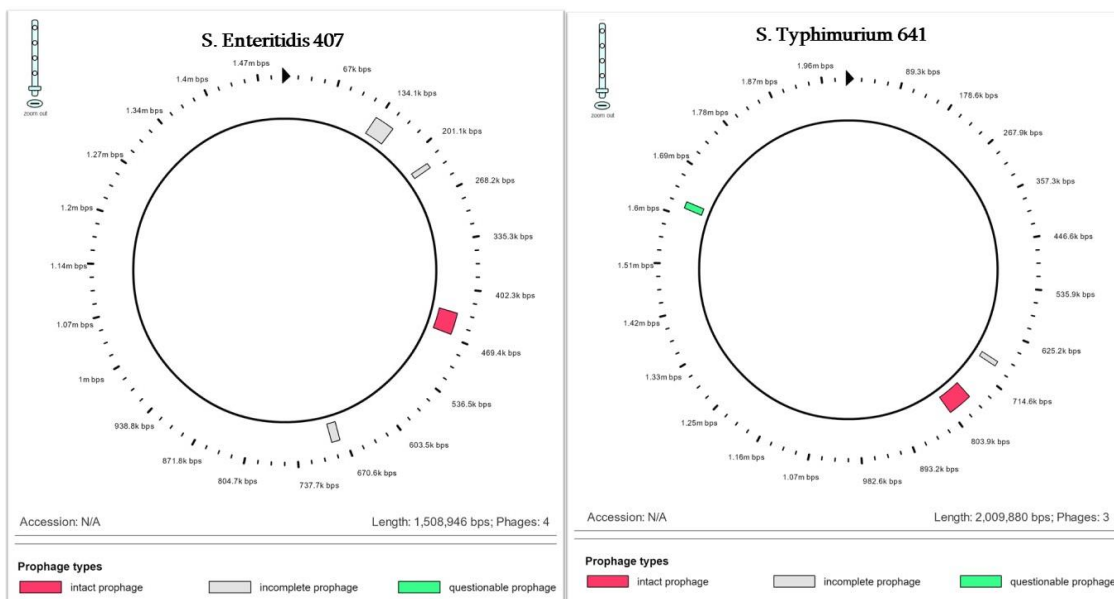 S. Enteritidis 407
zoom out
67k bps
134.1k bps
201.1k bps
268.2k bps
335.3k bps
402.3k bps
469.4k bps
536.5k bps
603.5k bps
670.6k bps
737.7k bps
804.7k bps
871.8k bps
938.8k bps
1m bps
1.07m bps
1.14m bps
1.2m bps
1.27m bps
1.34m bps
1.4m bps
1.47m bps
Accession: N/A Length: 1,508,946 bps; Phages: 4
Prophage types
intact prophage incomplete prophage questionable prophage
S. Typhimurium 641
zoom out
89.3k bps
178.6k bps
267.9k bps
357.3k bps
446.6k bps
535.9k bps
625.2k bps
714.6k bps
803.9k bps
893.2k bps
982.6k bps
1.07m bps
1.16m bps
1.25m bps
1.33m bps
1.42m bps
1.51m bps
1.6m bps
1.69m bps
1.78m bps
1.87m bps
1.96m bps
Accession: N/A Length: 2,009,880 bps; Phages: 3
Prophage types
intact prophage incomplete prophage questionable prophage